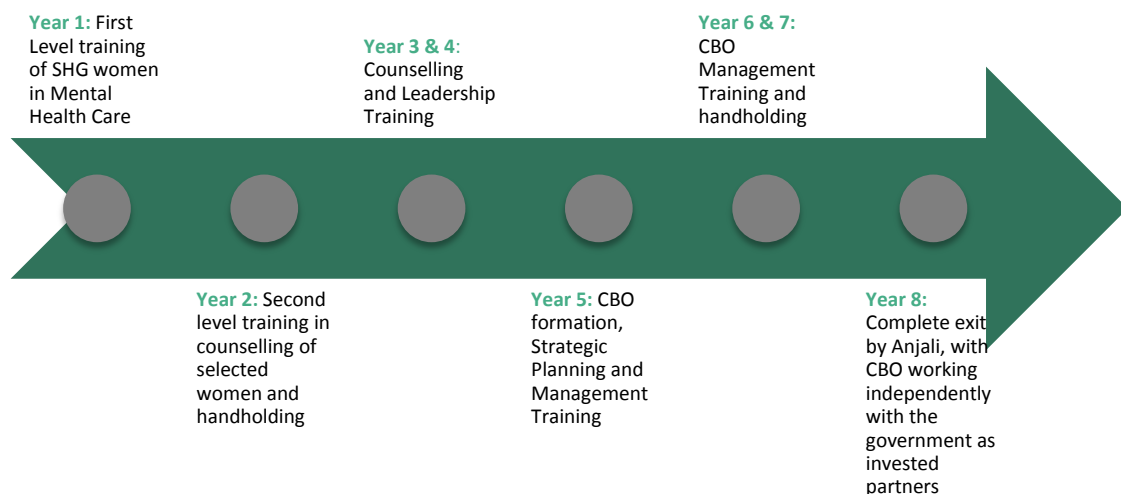 Year 1: First
Level training
of SHG women
in Mental
Health Care
Year 2: Second
level training in
counselling of
selected
women and
handholding
Year 3 & 4:
Counselling
and Leadership
Training
Year 5: CBO
formation,
Strategic
Planning and
Management
Training
Year 6 & 7:
CBO
Management
Training and
handholding
Year 8:
Complete exit
by Anjali, with
CBO working
independently
with the
government as
invested
partners